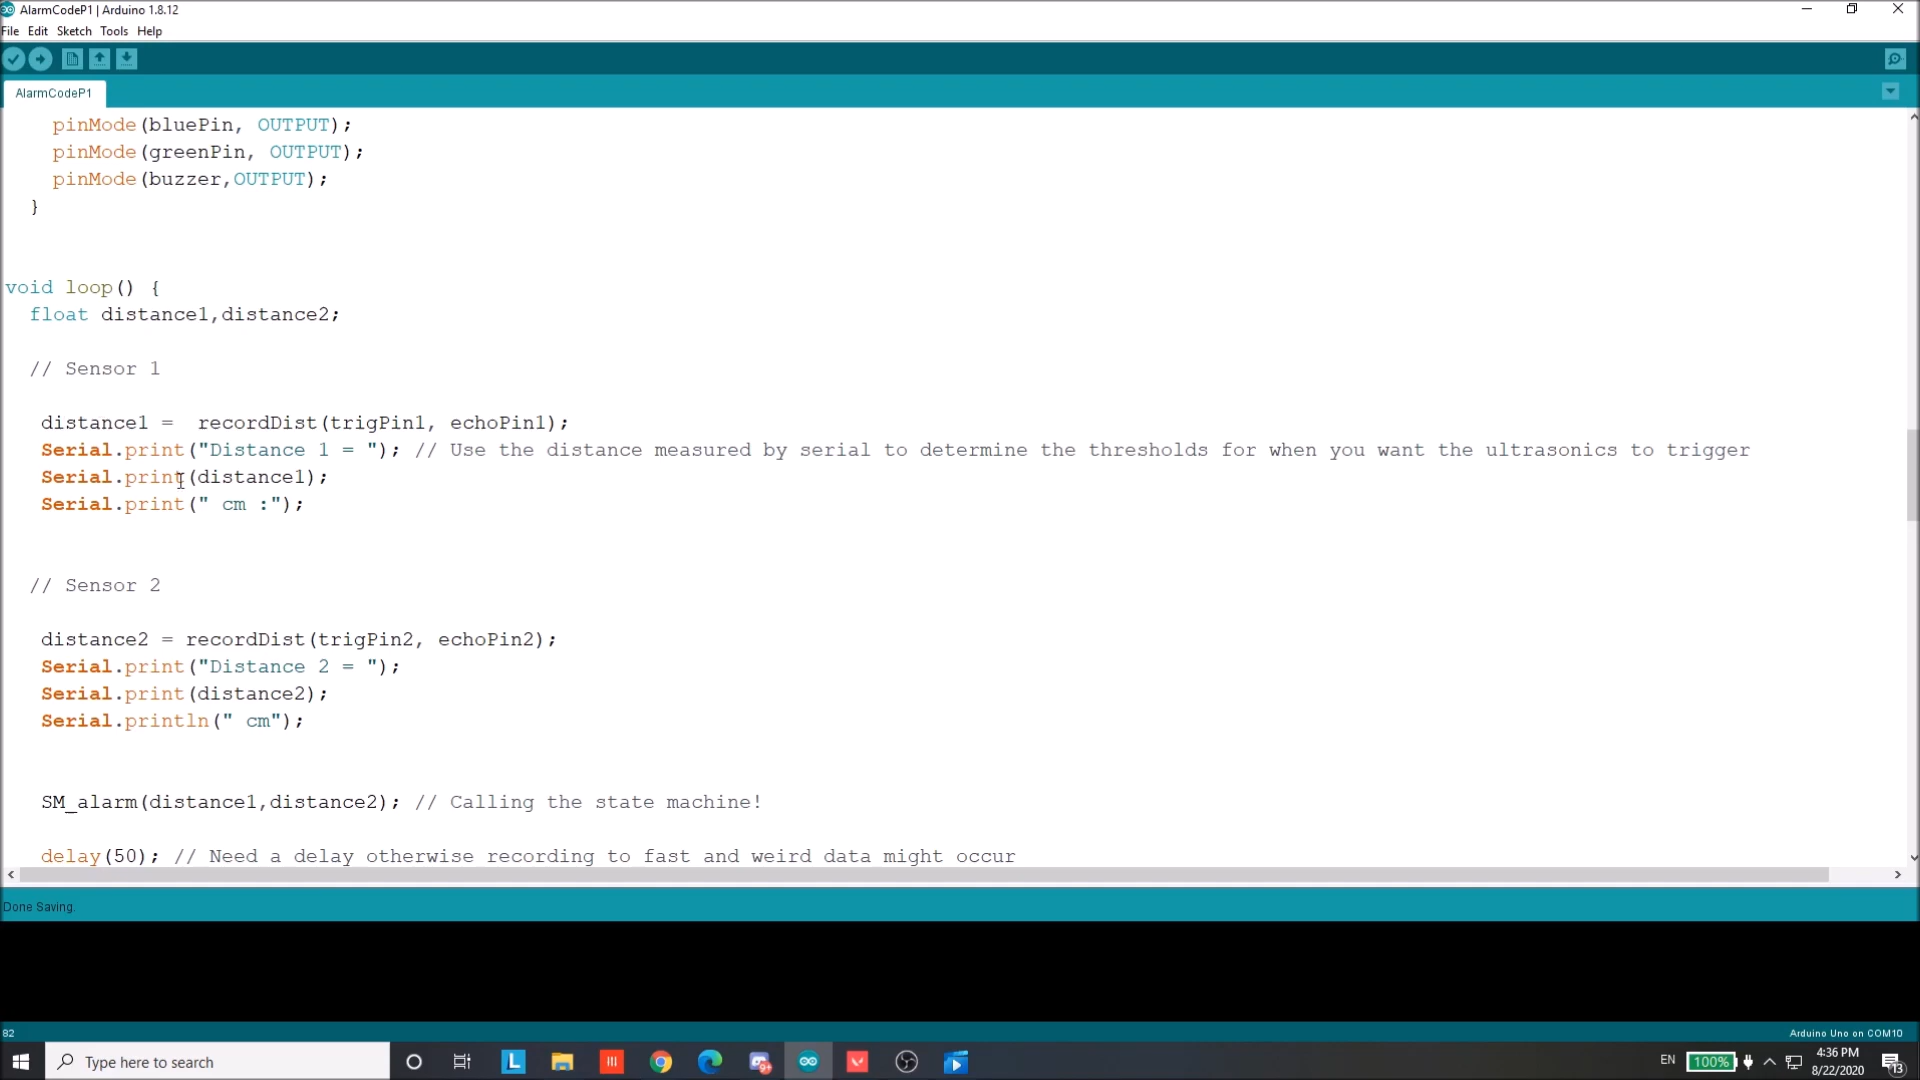 AlarmCodeP1 | Arduino 1.8.12
File Edit Sketch Tools Help
AlarmCodeP1
pinMode(bluePin, OUTPUT);
pinMode(greenPin, OUTPUT);
pinMode(buzzer,OUTPUT);
}
void loop() {
float distance1,distance2;
// Sensor 1
distance1 =  recordDist(trigPin1, echoPin1);
Serial.print("Distance 1 = "); // Use the distance measured by serial to determine the thresholds for when you want the ultrasonics to trigger
Serial.print(distance1);
Serial.print(" cm :");
// Sensor 2
distance2 = recordDist(trigPin2, echoPin2);
Serial.print("Distance 2 = ");
Serial.print(distance2);
Serial.println(" cm");
SM_alarm(distance1,distance2); // Calling the state machine!
delay(50); // Need a delay otherwise recording to fast and weird data might occur
Done Saving.
82
Arduino Uno on COM10
Type here to search
L
EN
100%
4:36 PM
8/22/2020
13